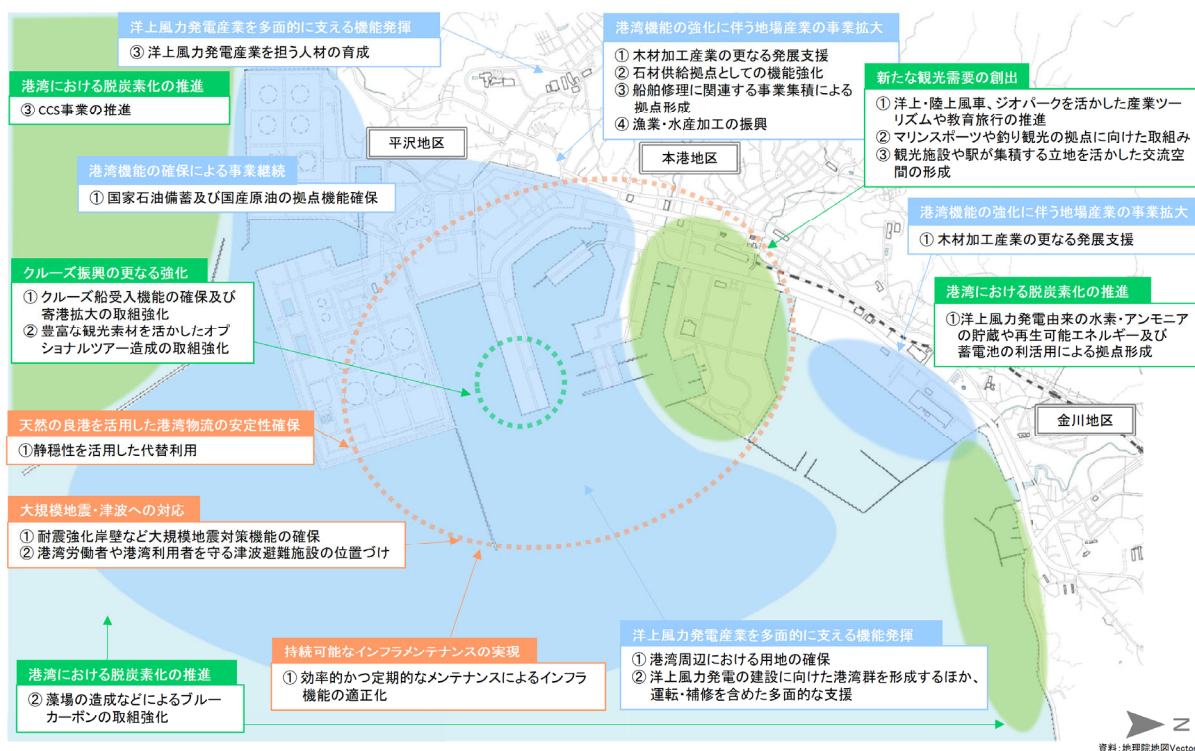 洋上風力発電産業を多面的に支える機能発揮
③ 洋上風力発電産業を担う人材の育成
港湾機能の強化に伴う地場産業の事業拡大
① 木材加工産業の更なる発展支援
② 石材供給拠点としての機能強化
③ 船舶修理に関連する事業集積による
拠点形成
④ 漁業・水産加工の振興
新たな観光需要の創出
① 洋上・陸上風車、ジオパークを活かした産業ツー
リズムや教育旅行の推進
② マリンスポーツや釣り観光の拠点に向けた取組み
③ 観光施設や駅が集積する立地を活かした交流空
間の形成
港湾における脱炭素化の推進
③ CCS事業の推進
平沢地区
本港地区
港湾機能の確保による事業継続
① 国家石油備蓄及び国産原油の拠点機能確保
港湾機能の強化に伴う地場産業の事業拡大
① 木材加工産業の更なる発展支援
クルーズ振興の更なる強化
① クルーズ船受入機能の確保及び
寄港拡大の取組強化
② 豊富な観光素材を活かしたオプ
ショナルツアー造成の取組強化
港湾における脱炭素化の推進
①洋上風力発電由来の水素・アンモニア
の貯蔵や再生可能エネルギー及び
蓄電池の利活用による拠点形成
金川地区
天然の良港を活用した港湾物流の安定性確保
①静穏性を活用した代替利用
大規模地震・津波への対応
① 耐震強化岸壁など大規模地震対策機能の確保
② 港湾労働者や港湾利用者を守る津波避難施設の位置づけ
持続可能なインフラメンテナンスの実現
① 効率的かつ定期的なメンテナンスによるインフラ
機能の適正化
洋上風力発電産業を多面的に支える機能発揮
① 港湾周辺における用地の確保
② 洋上風力発電の建設に向けた港湾群を形成するほか、
運転・補修を含めた多面的な支援
港湾における脱炭素化の推進
② 藻場の造成などによるブルー
カーボンの取組強化
N
資料：地理院地図Vector